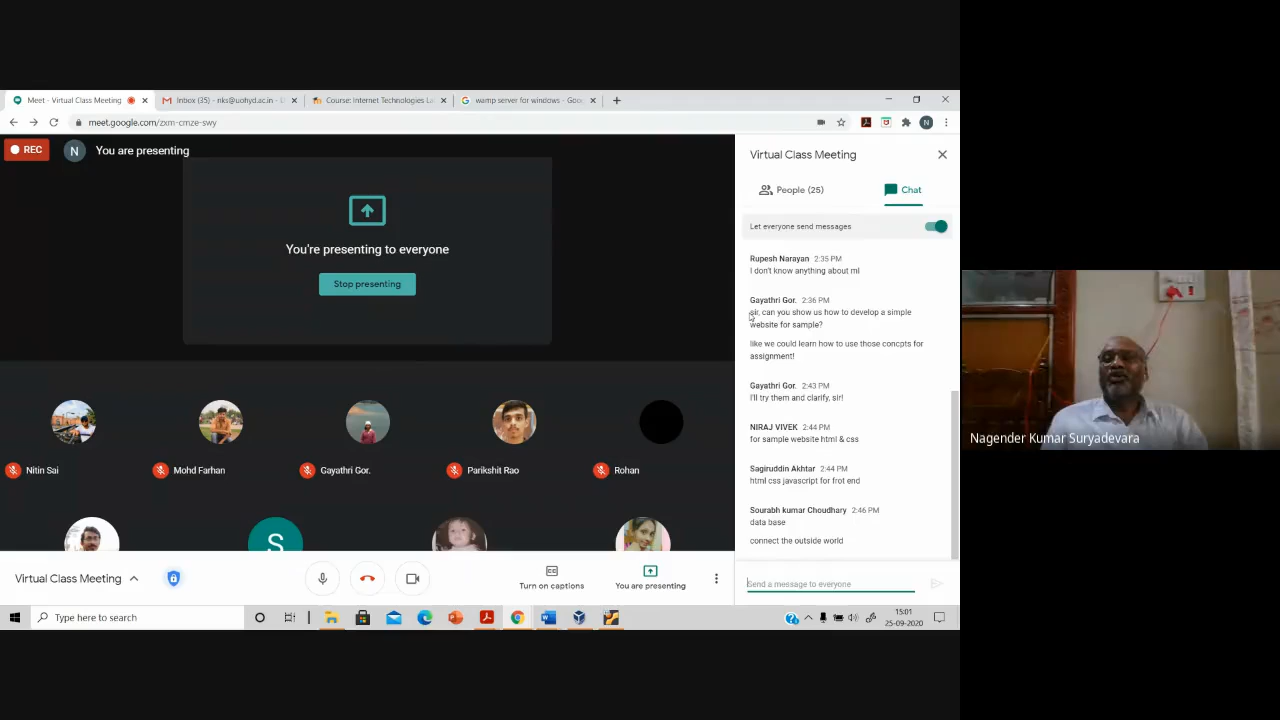 Meet - Virtual Class Meeting
Inbox (35) - nks@uohyd.ac.in - U
Course: Internet Technologies La
wamp server for windows - Goog
meet.google.com/zxm-cmze-swy
N
REC
N
You are presenting
You're presenting to everyone
Stop presenting
Nitin Sai
Mohd Farhan
Gayathri Gor.
Parikshit Rao
Rohan
S
Virtual Class Meeting
People (25)
Chat
Let everyone send messages
Rupesh Narayan 2:35 PM
I don't know anything about ml
Gayathri Gor. 2:36 PM
sir, can you show us how to develop a simple
website for sample?
like we could learn how to use those concpts for
assignment!
Gayathri Gor. 2:43 PM
I'll try them and clarify, sir!
NIRAJ VIVEK 2:44 PM
for sample website html & css
Sagiruddin Akhtar 2:44 PM
html css javascript for frot end
Sourabh kumar Choudhary 2:46 PM
data base
connect the outside world
Send a message to everyone
Virtual Class Meeting
Turn on captions
You are presenting
Type here to search
15:01
25-09-2020
Nagender Kumar Suryadevara